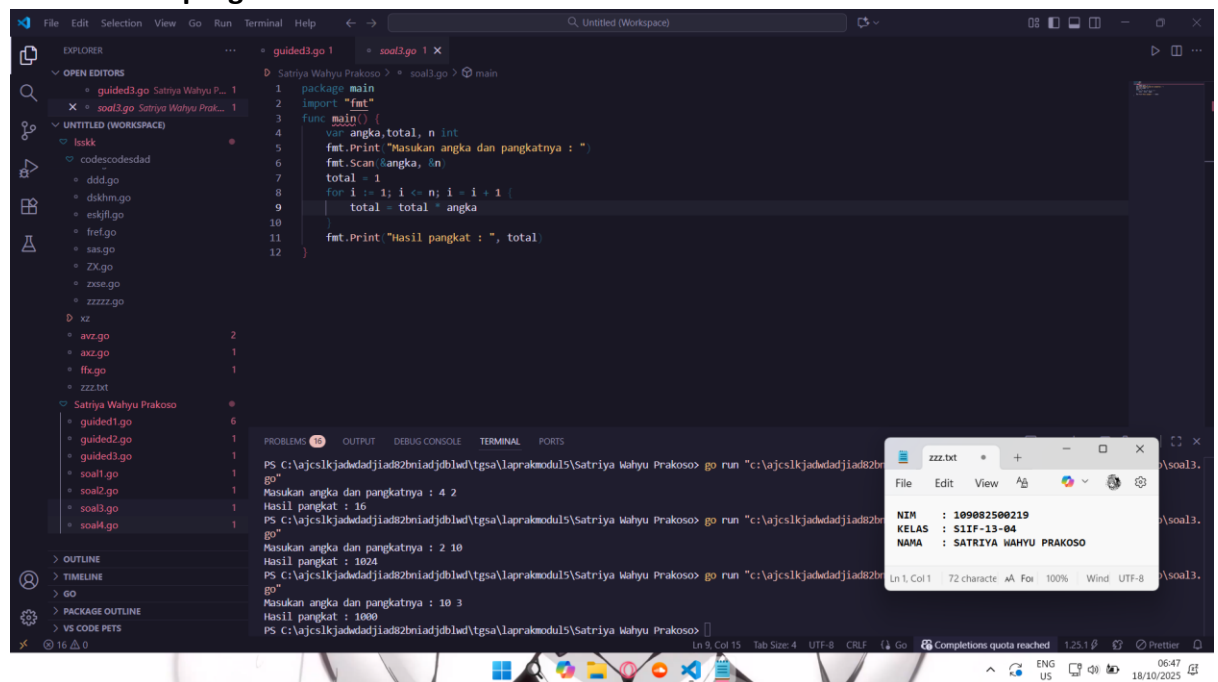 File Edit Selection View Go Run Terminal Help
Untitled (Workspace)
EXPLORER
OPEN EDITORS
guided3.go Satriya Wahyu P... 1
soal3.go Satriya Wahyu Prak... 1
UNTITLED (WORKSPACE)
lsskk
codescodesdad
ddd.go
dskhm.go
eskjfl.go
fref.go
sas.go
ZX.go
zxse.go
zzzzz.go
xz
avz.go 2
axz.go 1
ffx.go 1
zzz.txt
Satriya Wahyu Prakoso
guided1.go 6
guided2.go 1
guided3.go 1
soal1.go 1
soal2.go 1
soal3.go 1
soal4.go 1
OUTLINE
TIMELINE
GO
PACKAGE OUTLINE
VS CODE PETS
guided3.go 1 soal3.go 1
Satriya Wahyu Prakoso > soal3.go > main
1 package main
2 import "fmt"
3 func main() {
4 var angka,total, n int
5 fmt.Print("Masukan angka dan pangkatnya : ")
6 fmt.Scan(&angka, &n)
7 total = 1
8 for i := 1; i <= n; i = i + 1 {
9 total = total * angka
10 }
11 fmt.Print("Hasil pangkat : ", total)
12 }
PROBLEMS 16 OUTPUT DEBUG CONSOLE TERMINAL PORTS
PS C:\ajcslkjadwdadjiad82bniadjdblwd\tgsa\laprakmodul5\Satriya Wahyu Prakoso> go run "c:\ajcslkjadwdadjiad82br \soal3.
go"
Masukan angka dan pangkatnya : 4 2
Hasil pangkat : 16
PS C:\ajcslkjadwdadjiad82bniadjdblwd\tgsa\laprakmodul5\Satriya Wahyu Prakoso> go run "c:\ajcslkjadwdadjiad82br \soal3.
go"
Masukan angka dan pangkatnya : 2 10
Hasil pangkat : 1024
PS C:\ajcslkjadwdadjiad82bniadjdblwd\tgsa\laprakmodul5\Satriya Wahyu Prakoso> go run "c:\ajcslkjadwdadjiad82br \soal3.
go"
Masukan angka dan pangkatnya : 10 3
Hasil pangkat : 1000
PS C:\ajcslkjadwdadjiad82bniadjdblwd\tgsa\laprakmodul5\Satriya Wahyu Prakoso>
zzz.txt
File Edit View
NIM : 109082500219
KELAS : S1IF-13-04
NAMA : SATRIYA WAHYU PRAKOSO
Ln 1, Col 1 72 characte For 100% Wind UTF-8
16 0 Ln 9, Col 15 Tab Size: 4 UTF-8 CRLF Go Completions quota reached 1.25.1 Prettier
ENG
US
06:47
18/10/2025